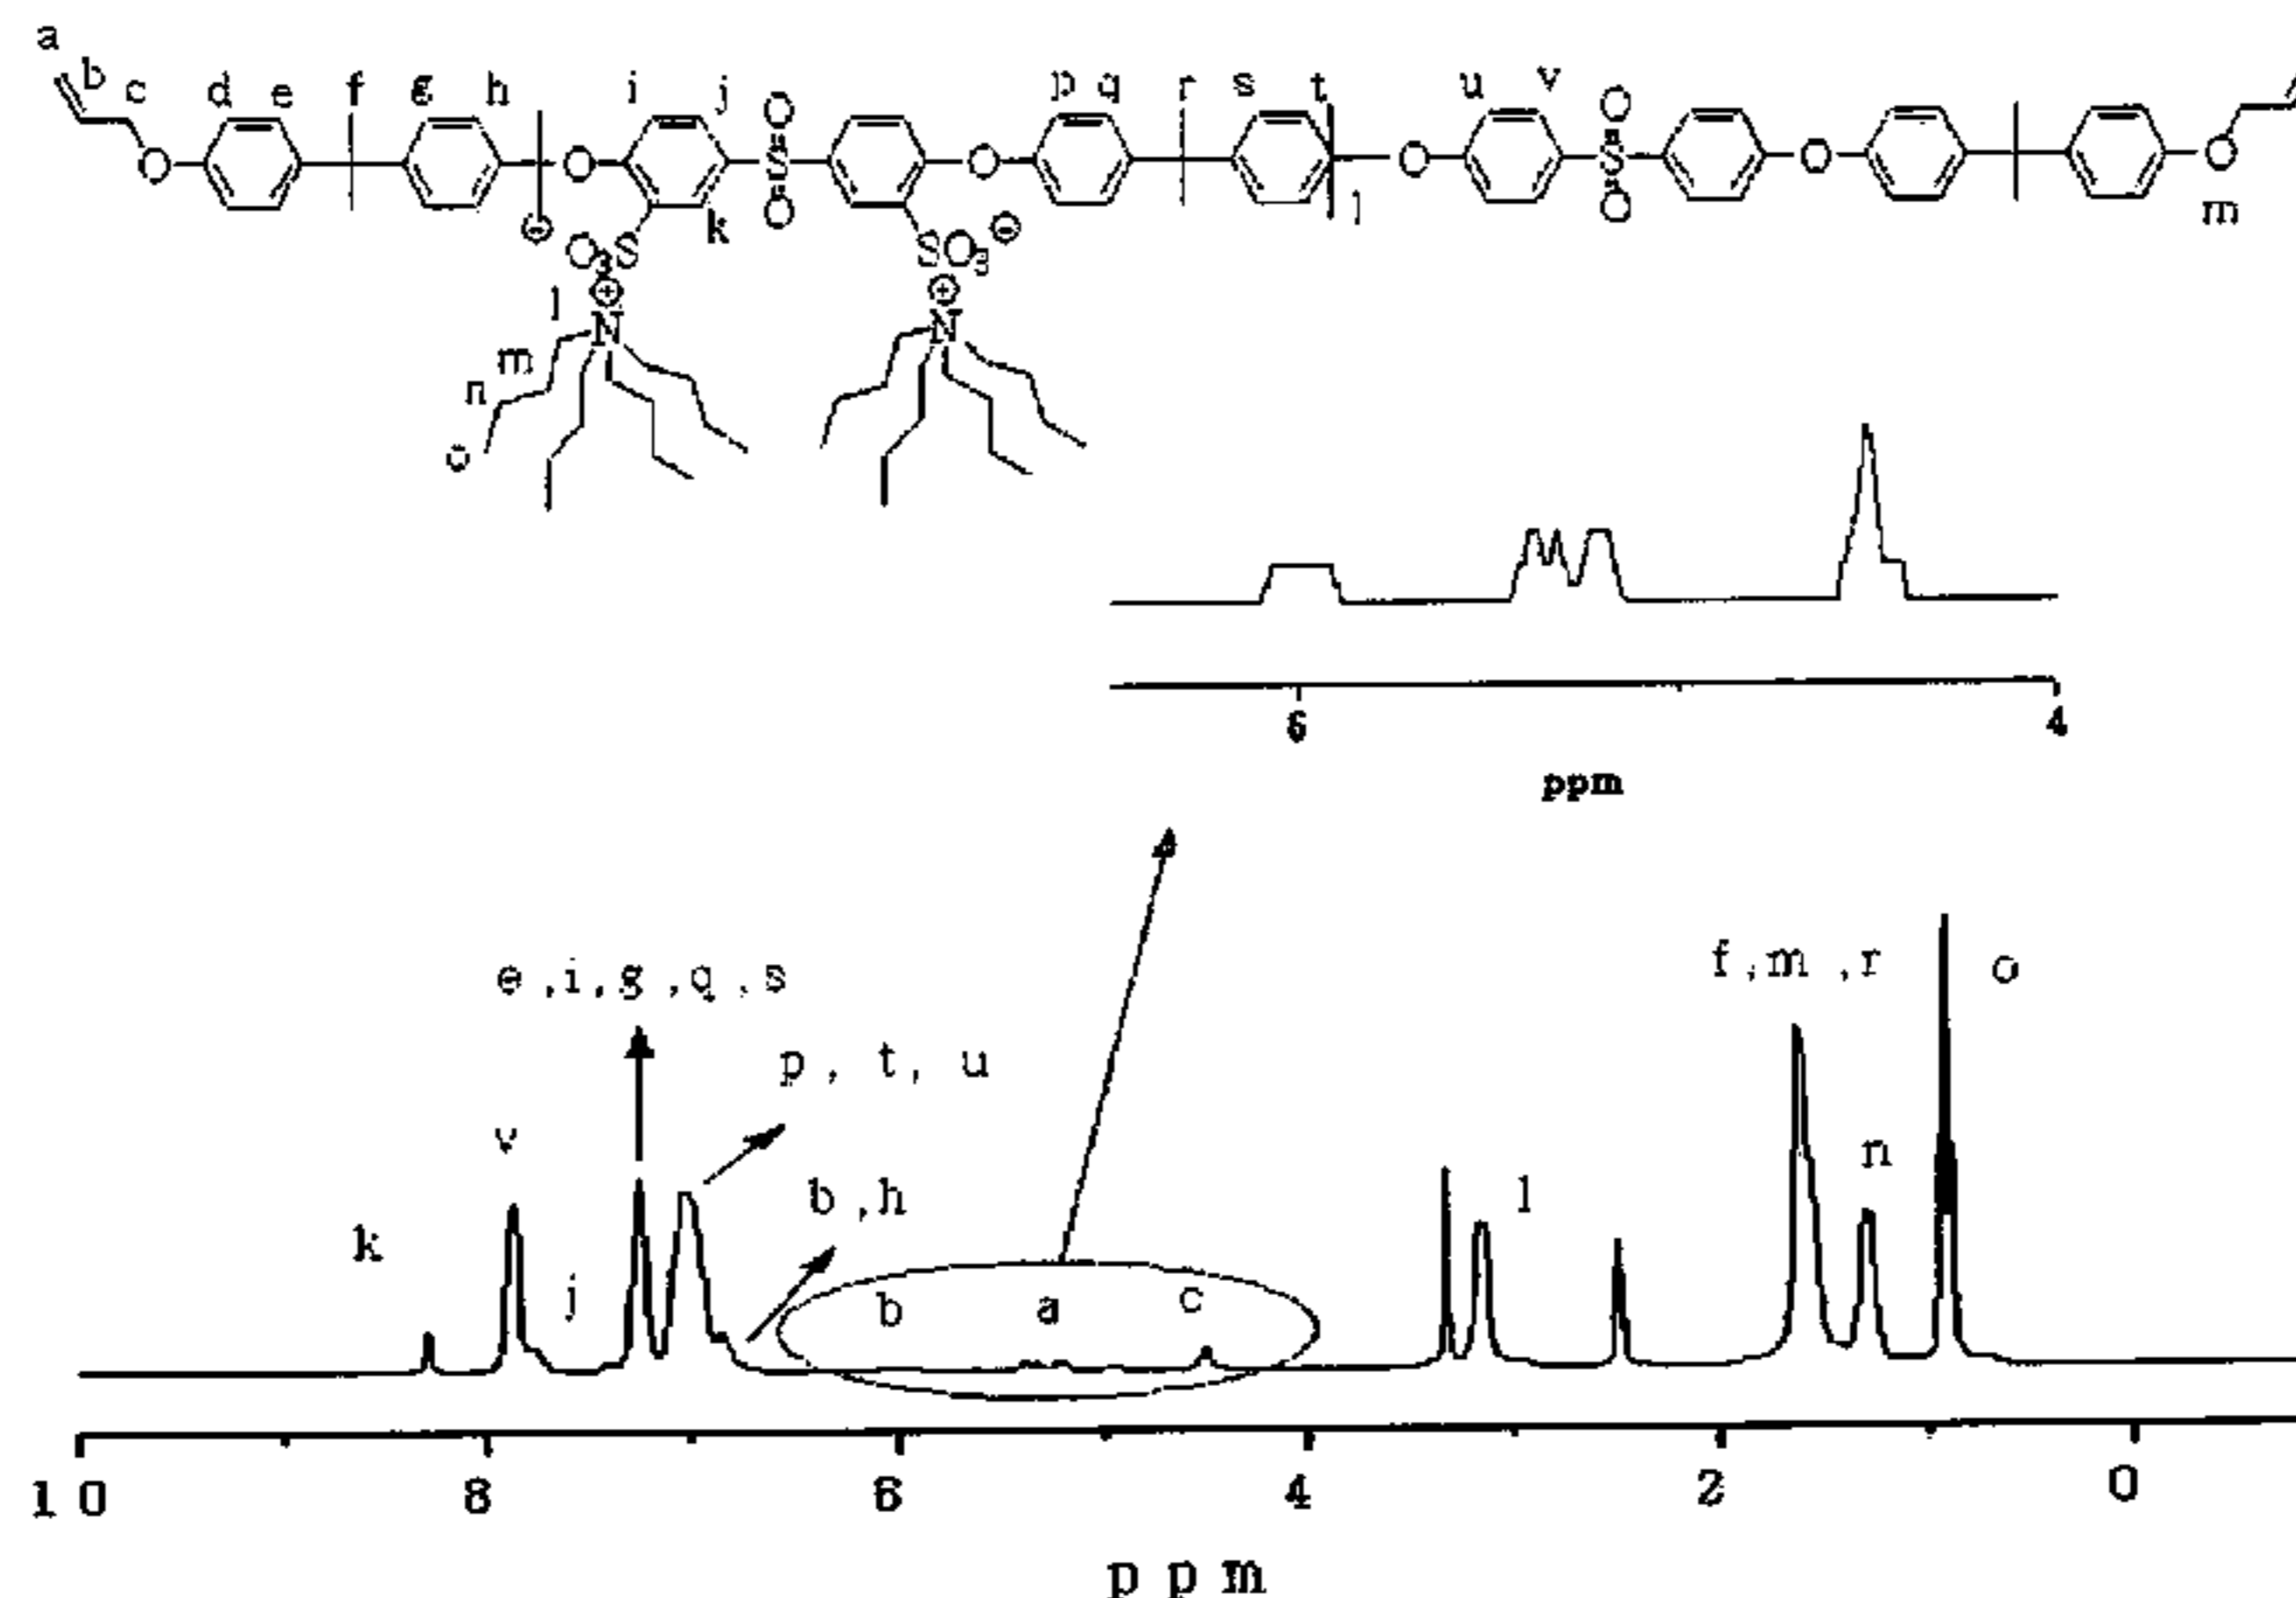 a
b c d e f g h i j O p q r s t u v O
O O S O O S O O O
O O
⊖ O3S k SO3 ⊖ l m
⊕ ⊕
l N N
m
n
o
6 4
ppm
e,i,g,q,s f,m,r o
p, t, u
v
b,h n
k l
j b a c
10 8 6 4 2 0
ppm